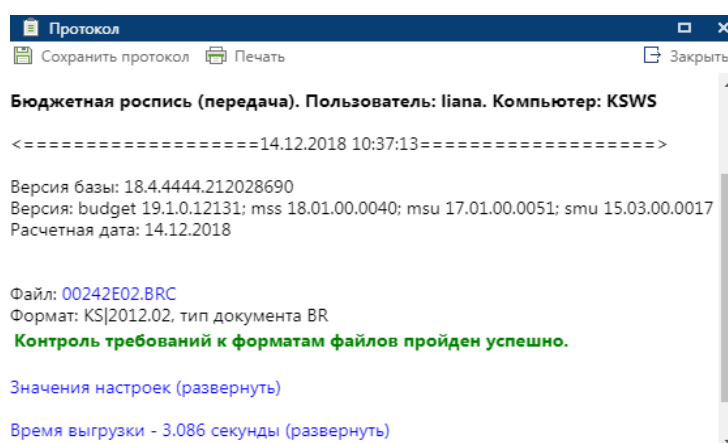 Протокол
Сохранить протокол Печать Закрыть
Бюджетная роспись (передача). Пользователь: liana. Компьютер: KSWS
<===================14.12.2018 10:37:13===================>
Версия базы: 18.4.4444.212028690
Версия: budget 19.1.0.12131; mss 18.01.00.0040; msu 17.01.00.0051; smu 15.03.00.0017
Расчетная дата: 14.12.2018
Файл: 00242E02.BRC
Формат: KS|2012.02, тип документа BR
Контроль требований к форматам файлов пройден успешно.
Значения настроек (развернуть)
Время выгрузки - 3.086 секунды (развернуть)